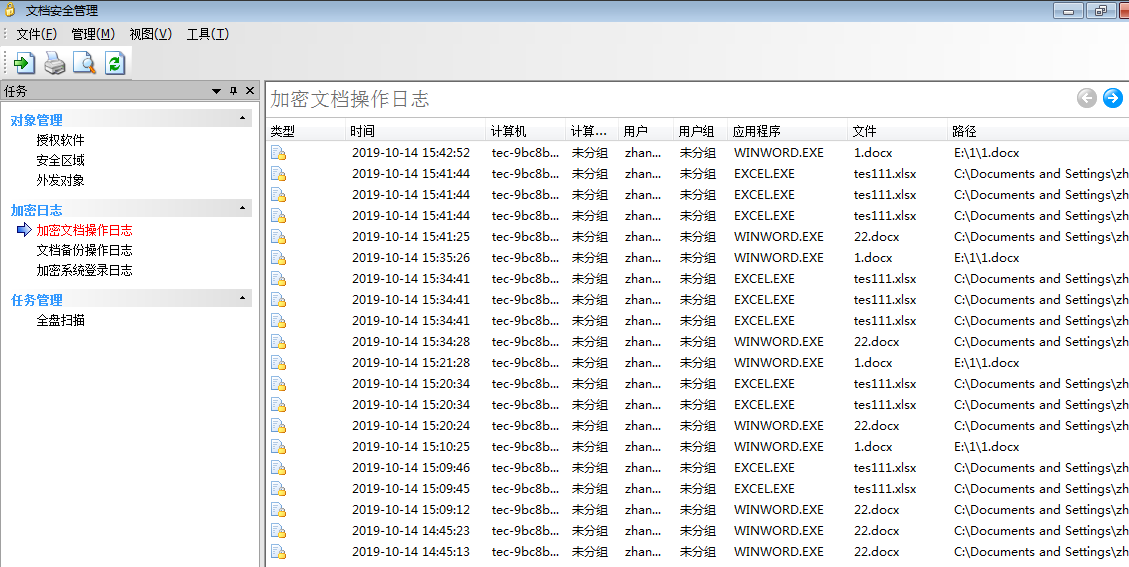 文档安全管理
文件(F) 管理(M) 视图(V) 工具(T)
任务
对象管理
授权软件
安全区域
外发对象
加密日志
加密文档操作日志
文档备份操作日志
加密系统登录日志
任务管理
全盘扫描
加密文档操作日志
类型 时间 计算机 计算... 用户 用户组 应用程序 文件 路径
2019-10-14 15:42:52 tec-9bc8b... 未分组 zhan... 未分组 WINWORD.EXE 1.docx E:\1\1.docx
2019-10-14 15:41:44 tec-9bc8b... 未分组 zhan... 未分组 EXCEL.EXE tes111.xlsx C:\Documents and Settings\zh
2019-10-14 15:41:44 tec-9bc8b... 未分组 zhan... 未分组 EXCEL.EXE tes111.xlsx C:\Documents and Settings\zh
2019-10-14 15:41:44 tec-9bc8b... 未分组 zhan... 未分组 EXCEL.EXE tes111.xlsx C:\Documents and Settings\zh
2019-10-14 15:41:25 tec-9bc8b... 未分组 zhan... 未分组 WINWORD.EXE 22.docx C:\Documents and Settings\zh
2019-10-14 15:35:26 tec-9bc8b... 未分组 zhan... 未分组 WINWORD.EXE 1.docx E:\1\1.docx
2019-10-14 15:34:41 tec-9bc8b... 未分组 zhan... 未分组 EXCEL.EXE tes111.xlsx C:\Documents and Settings\zh
2019-10-14 15:34:41 tec-9bc8b... 未分组 zhan... 未分组 EXCEL.EXE tes111.xlsx C:\Documents and Settings\zh
2019-10-14 15:34:41 tec-9bc8b... 未分组 zhan... 未分组 EXCEL.EXE tes111.xlsx C:\Documents and Settings\zh
2019-10-14 15:34:28 tec-9bc8b... 未分组 zhan... 未分组 WINWORD.EXE 22.docx C:\Documents and Settings\zh
2019-10-14 15:21:28 tec-9bc8b... 未分组 zhan... 未分组 WINWORD.EXE 1.docx E:\1\1.docx
2019-10-14 15:20:34 tec-9bc8b... 未分组 zhan... 未分组 EXCEL.EXE tes111.xlsx C:\Documents and Settings\zh
2019-10-14 15:20:34 tec-9bc8b... 未分组 zhan... 未分组 EXCEL.EXE tes111.xlsx C:\Documents and Settings\zh
2019-10-14 15:20:24 tec-9bc8b... 未分组 zhan... 未分组 WINWORD.EXE 22.docx C:\Documents and Settings\zh
2019-10-14 15:10:25 tec-9bc8b... 未分组 zhan... 未分组 WINWORD.EXE 1.docx E:\1\1.docx
2019-10-14 15:09:46 tec-9bc8b... 未分组 zhan... 未分组 EXCEL.EXE tes111.xlsx C:\Documents and Settings\zh
2019-10-14 15:09:45 tec-9bc8b... 未分组 zhan... 未分组 EXCEL.EXE tes111.xlsx C:\Documents and Settings\zh
2019-10-14 15:09:12 tec-9bc8b... 未分组 zhan... 未分组 WINWORD.EXE 22.docx C:\Documents and Settings\zh
2019-10-14 14:45:23 tec-9bc8b... 未分组 zhan... 未分组 WINWORD.EXE 22.docx C:\Documents and Settings\zh
2019-10-14 14:45:13 tec-9bc8b... 未分组 zhan... 未分组 WINWORD.EXE 22.docx C:\Documents and Settings\zh